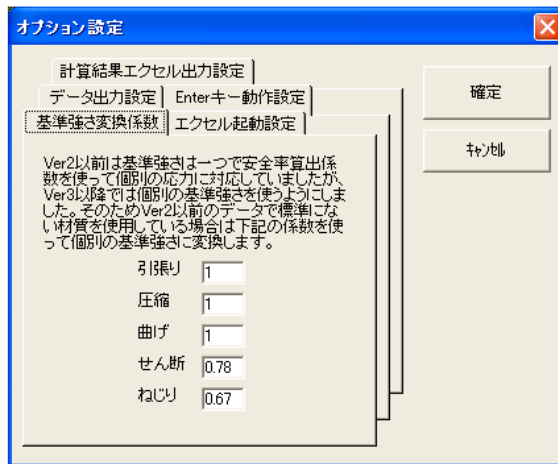 オプション設定
計算結果エクセル出力設定
データ出力設定 Enterキー動作設定
基準強さ変換係数 エクセル起動設定
Ver2以前は基準強さは一つで安全率算出係
数を使って個別の応力に対応していましたが、
Ver3以降では個別の基準強さを使うようにしま
した。そのためVer2以前のデータで標準にな
い材質を使用している場合は下記の係数を使
って個別の基準強さに変換します。
引張り 1
圧縮 1
曲げ 1
せん断 0.78
ねじり 0.67
確定
キャンセル